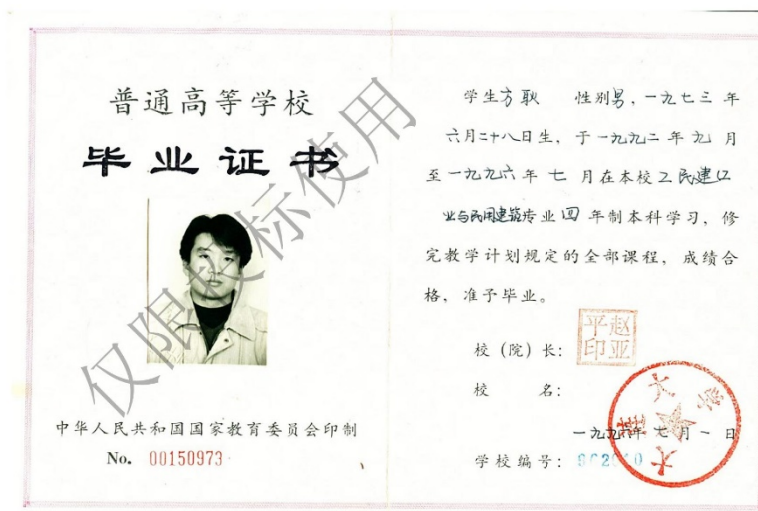 普通高等学校
毕业证书
仅限投标使用
中华人民共和国国家教育委员会印制
No. 00150973
学生方耿 性别男，一九七三年
六月二十八日生，于一九九二年九月
至一九九六年七月在本校工民建工
业与民用建筑专业四年制本科学习，修
完教学计划规定的全部课程，成绩合
格，准予毕业。
校（院）长：
赵亚平印
校 名：
大学
一九九六年七月一日
学校编号：